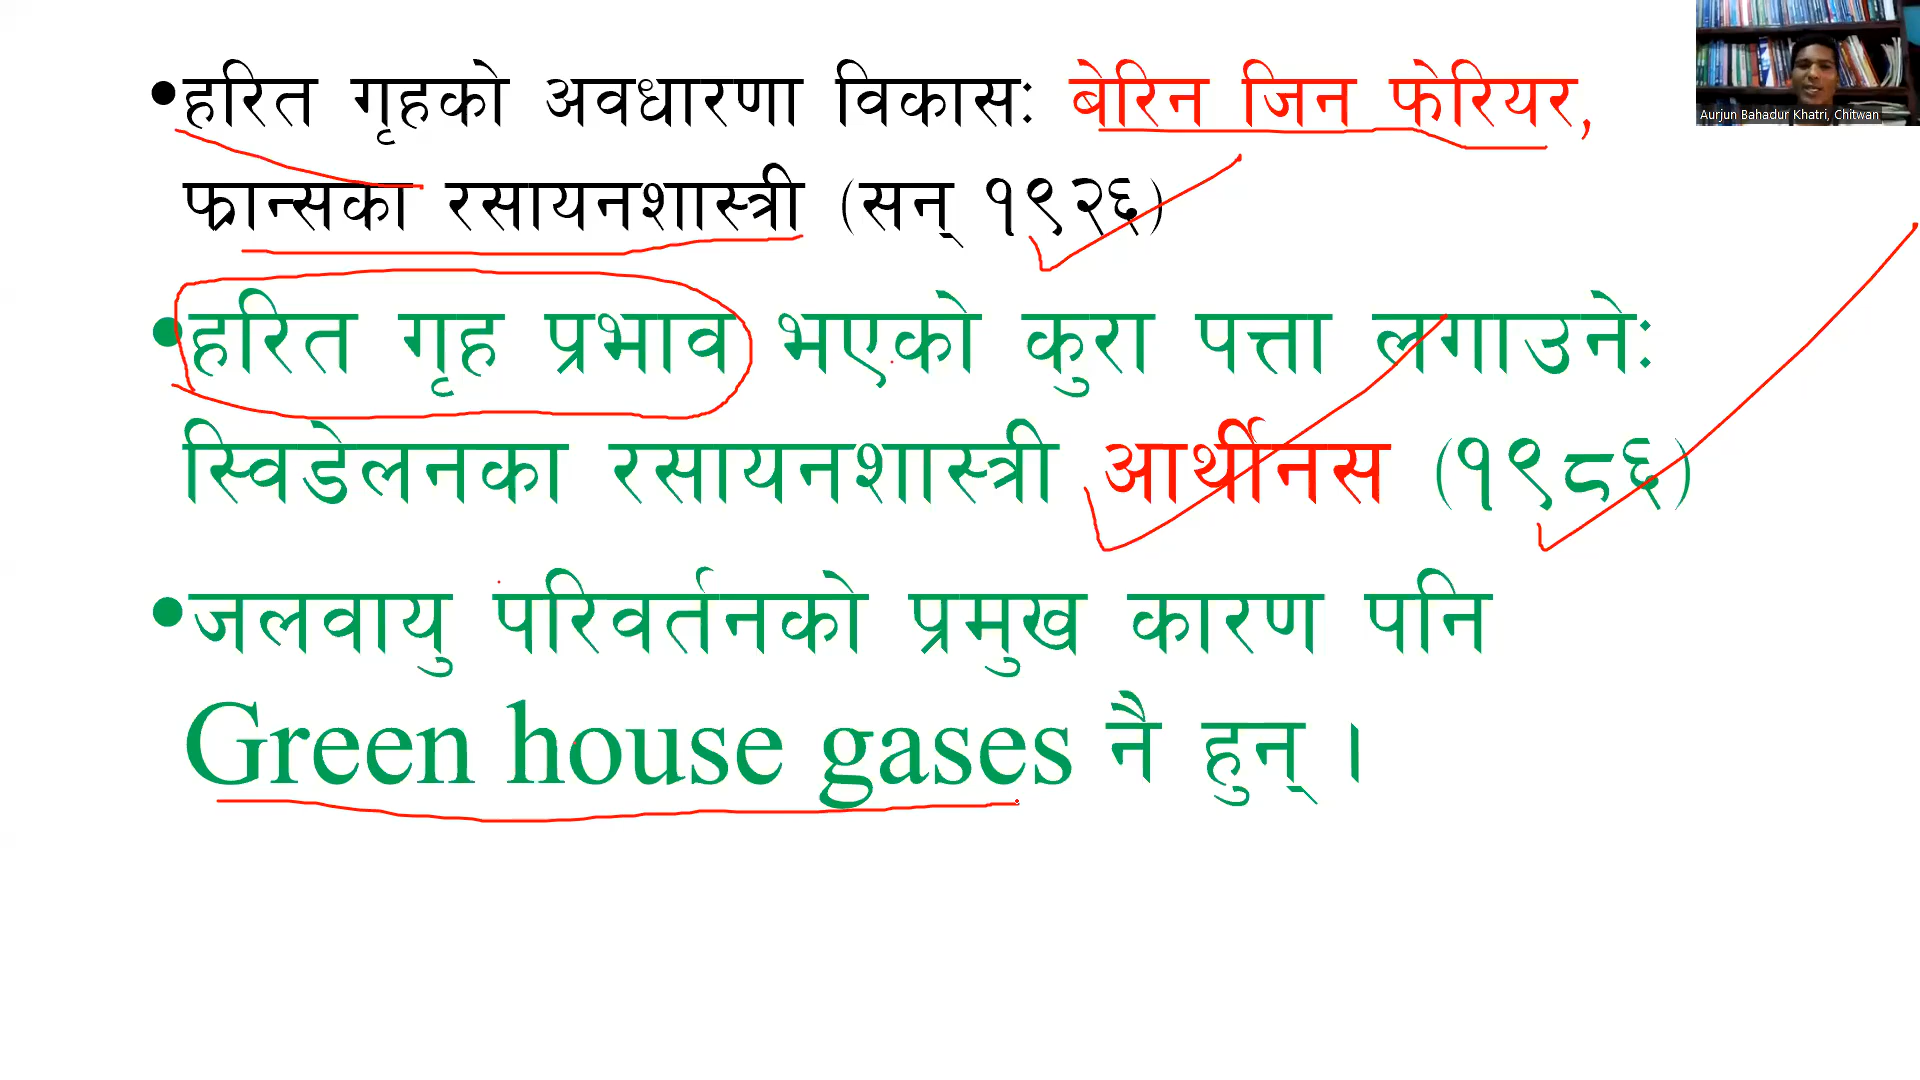 •हरित गृहको अवधारणा विकासः बेरिन जिन फेरियर,
फ्रान्सका रसायनशास्त्री (सन् १९२६)
•हरित गृह प्रभाव भएको कुरा पत्ता लगाउनेः
स्विडेलनका रसायनशास्त्री आर्थीनस (१९८६)
•जलवायु परिवर्तनको प्रमुख कारण पनि
Green house gases नै हुन् ।
Aurjun Bahadur Khatri, Chitwan